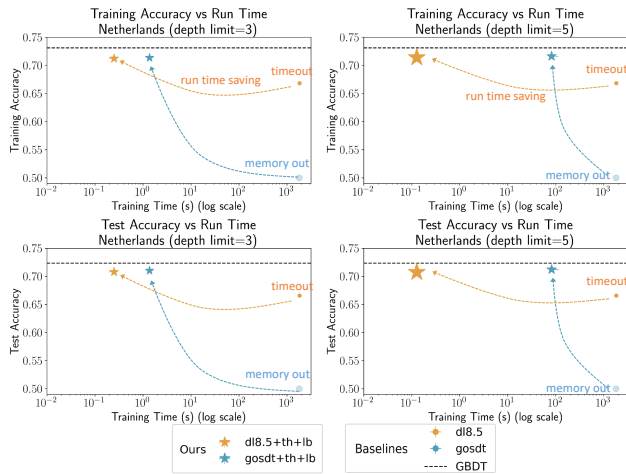 Training Accuracy vs Run Time
Netherlands (depth limit=3)
0.75
0.70
0.65
0.60
0.55
0.50
Training Accuracy
timeout
run time saving
memory out
10⁻² 10⁻¹ 10⁰ 10¹ 10² 10³
Training Time (s) (log scale)
Training Accuracy vs Run Time
Netherlands (depth limit=5)
0.75
0.70
0.65
0.60
0.55
0.50
Training Accuracy
timeout
run time saving
memory out
10⁻² 10⁻¹ 10⁰ 10¹ 10² 10³
Training Time (s) (log scale)
Test Accuracy vs Run Time
Netherlands (depth limit=3)
0.75
0.70
0.65
0.60
0.55
0.50
Test Accuracy
timeout
memory out
10⁻² 10⁻¹ 10⁰ 10¹ 10² 10³
Training Time (s) (log scale)
Test Accuracy vs Run Time
Netherlands (depth limit=5)
0.75
0.70
0.65
0.60
0.55
0.50
Test Accuracy
timeout
memory out
10⁻² 10⁻¹ 10⁰ 10¹ 10² 10³
Training Time (s) (log scale)
Ours
dl8.5+th+lb
gosdt+th+lb
Baselines
dl8.5
gosdt
GBDT